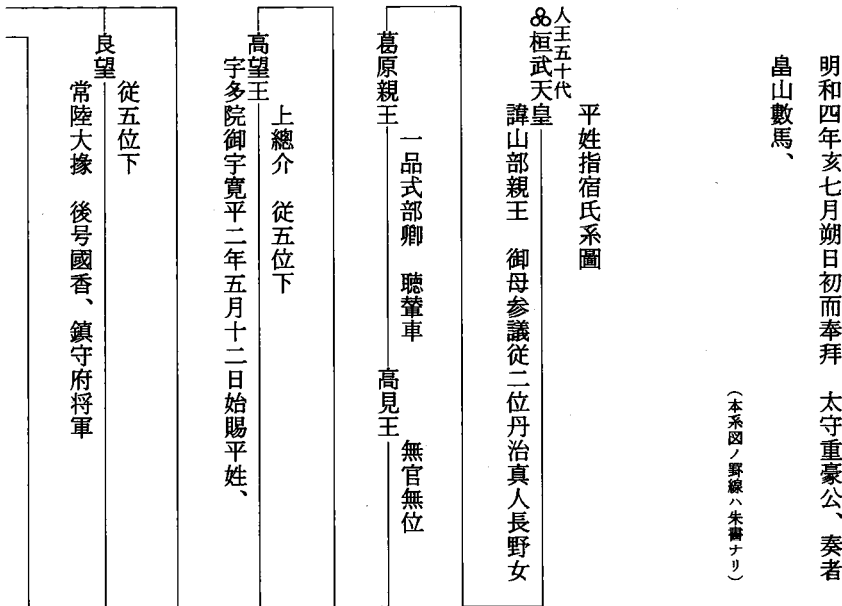 明和四年亥七月朔日初而奉拜　太守重豪公、奏者
畠山數馬、
（本系図ノ罫線ハ朱書ナリ）
平姓指宿氏系圖
人王五十代
桓武天皇
諱山部親王　御母参議従二位丹治真人長野女
葛原親王
一品式部卿　聴輦車
高見王
無官無位
高望王
上總介　従五位下
宇多院御宇寛平二年五月十二日始賜平姓、
良望
従五位下
常陸大掾　後号國香、鎮守府将軍